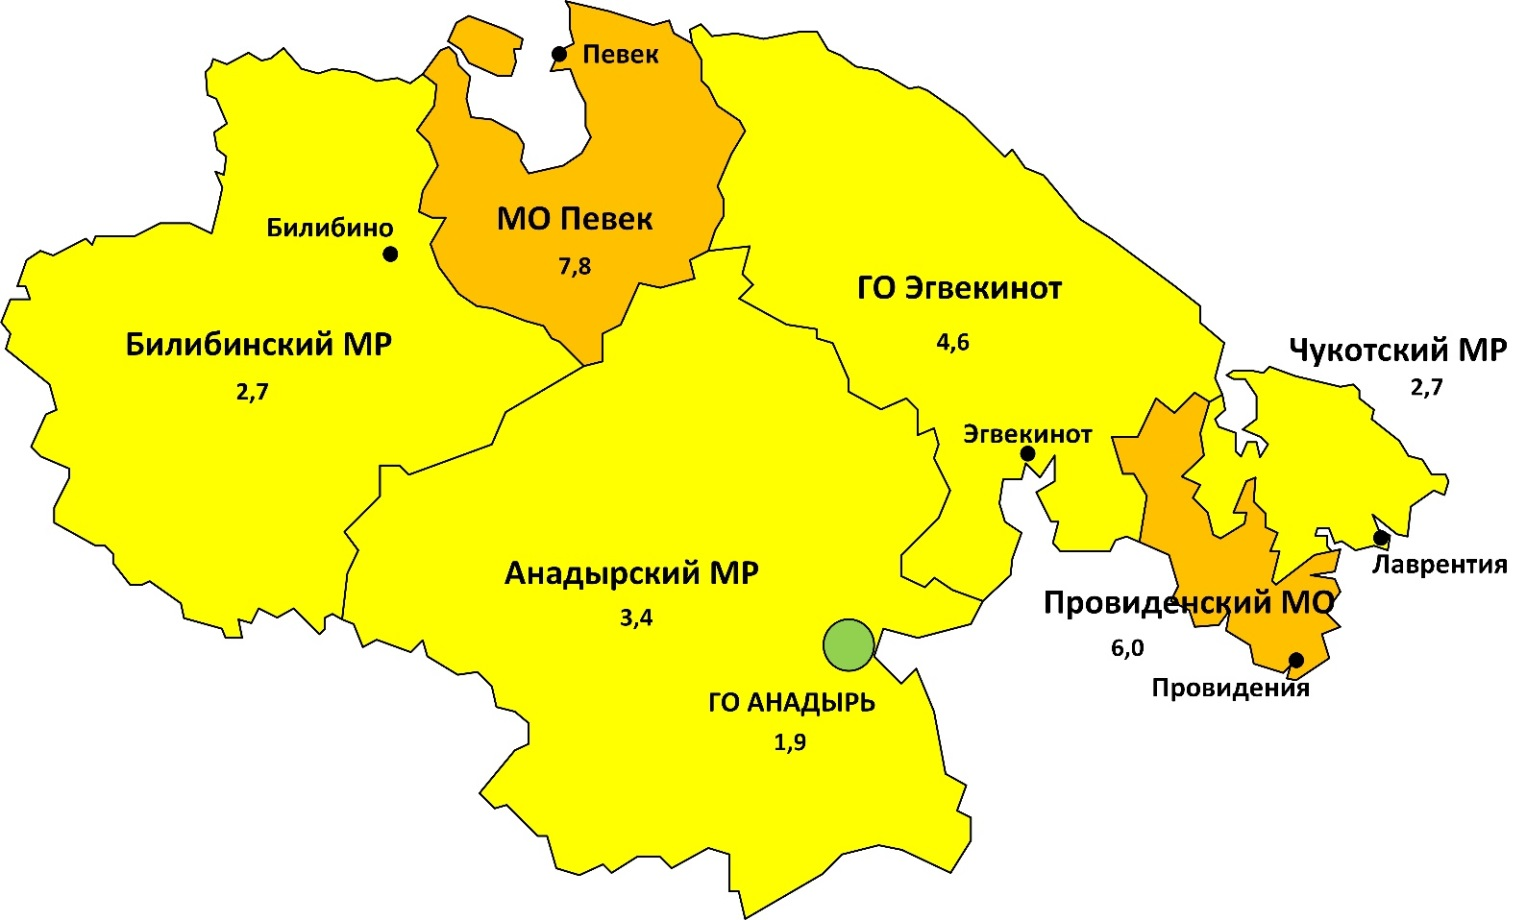 Певек
МО Певек
7,8
Билибино
Билибинский МР
2,7
ГО Эгвекинот
4,6
Чукотский МР
2,7
Эгвекинот
Лаврентия
Анадырский МР
3,4
Провиденский МО
6,0
Провидения
ГО АНАДЫРЬ
1,9